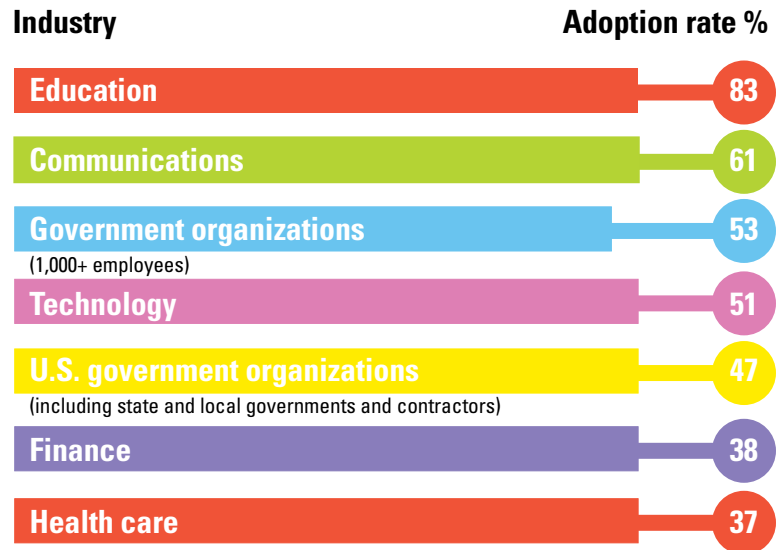 Industry Adoption rate %
Education 83
Communications 61
Government organizations 53
(1,000+ employees)
Technology 51
U.S. government organizations 47
(including state and local governments and contractors)
Finance 38
Health care 37